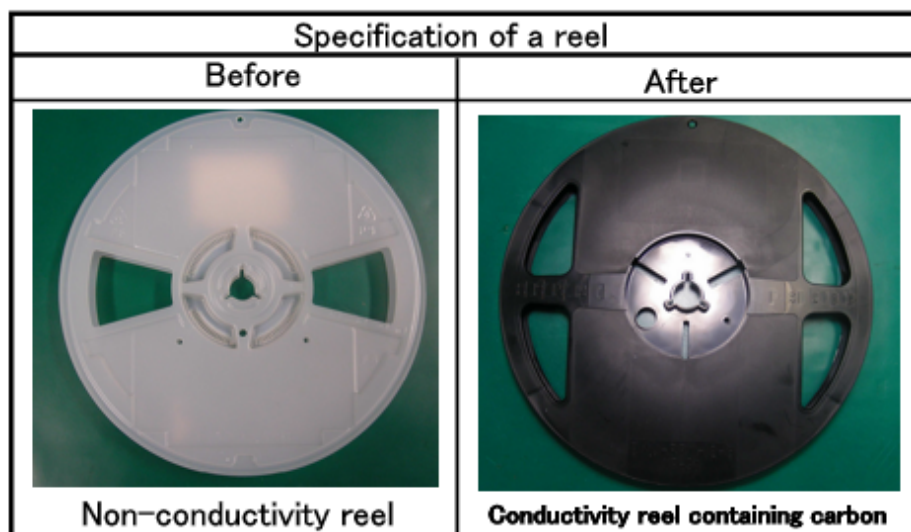 Specification of a reel
Before
After
Non-conductivity reel
Conductivity reel containing carbon